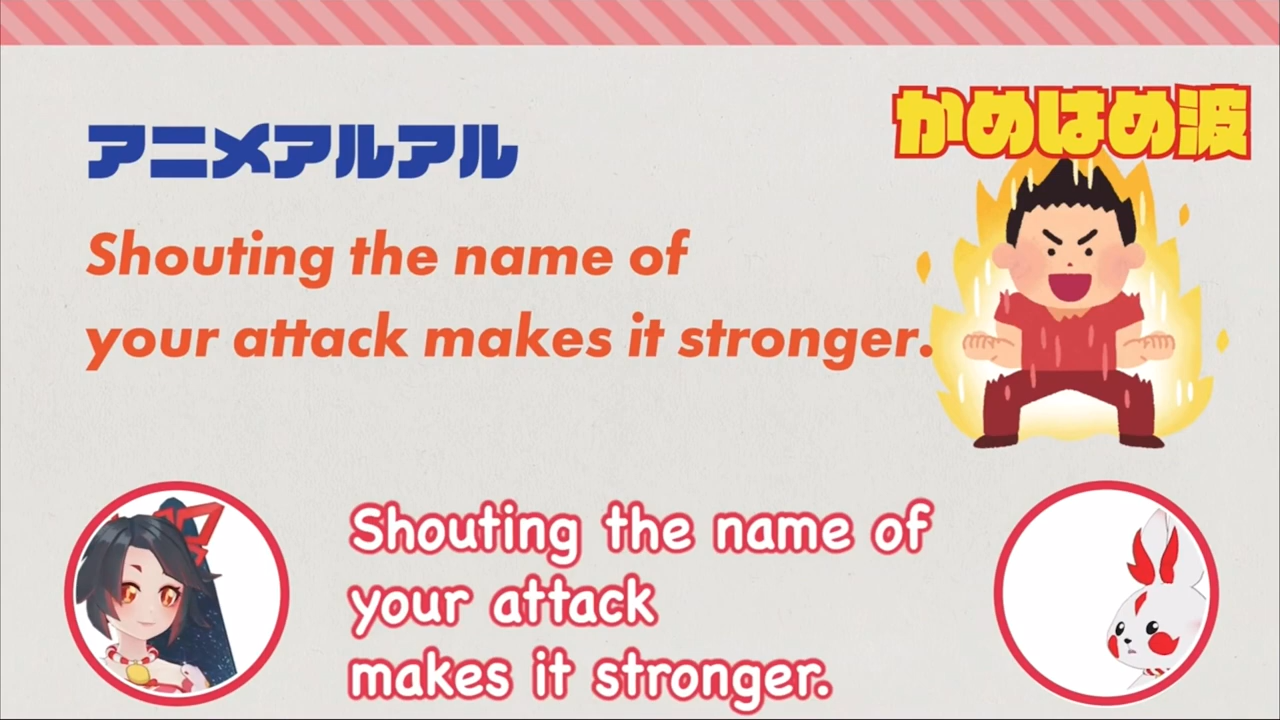 アニメアルアル
かめはめ波
Shouting the name of
your attack makes it stronger.
Shouting the name of
your attack
makes it stronger.